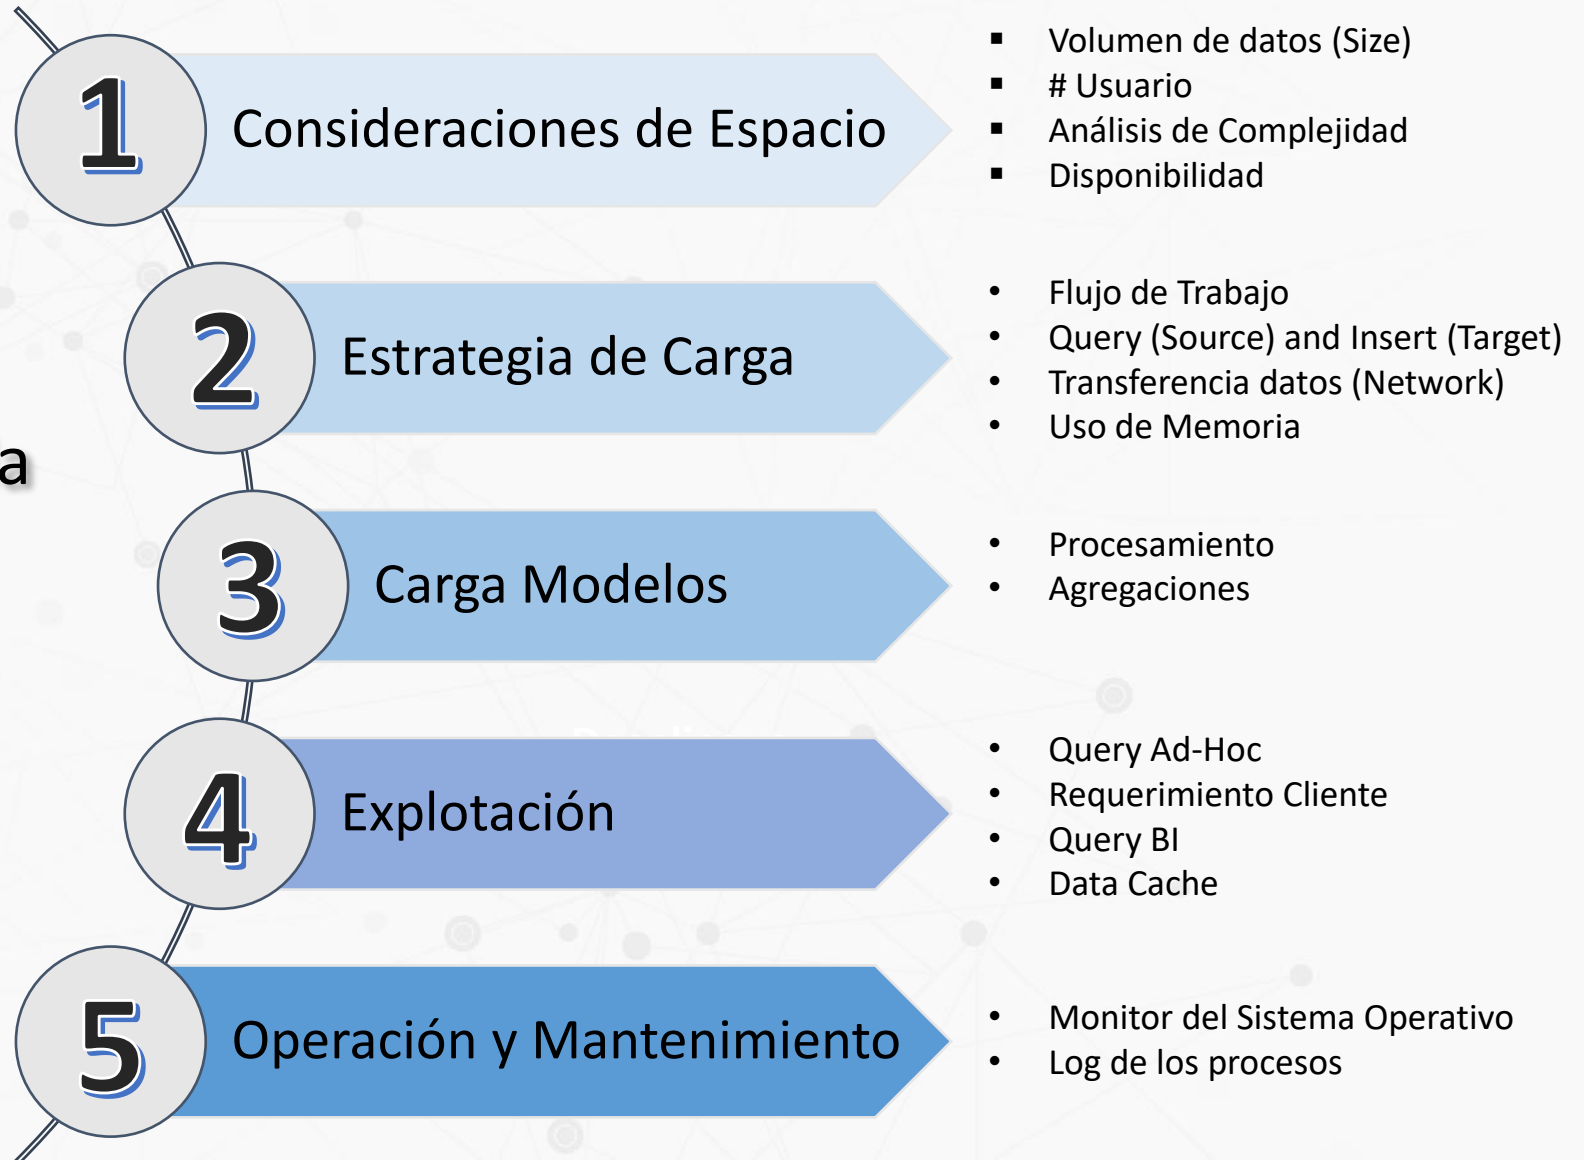 1
Consideraciones de Espacio
▪ Volumen de datos (Size)
▪ # Usuario
▪ Análisis de Complejidad
▪ Disponibilidad
2
Estrategia de Carga
• Flujo de Trabajo
• Query (Source) and Insert (Target)
• Transferencia datos (Network)
• Uso de Memoria
a
3
Carga Modelos
• Procesamiento
• Agregaciones
4
Explotación
• Query Ad-Hoc
• Requerimiento Cliente
• Query BI
• Data Cache
5
Operación y Mantenimiento
• Monitor del Sistema Operativo
• Log de los procesos